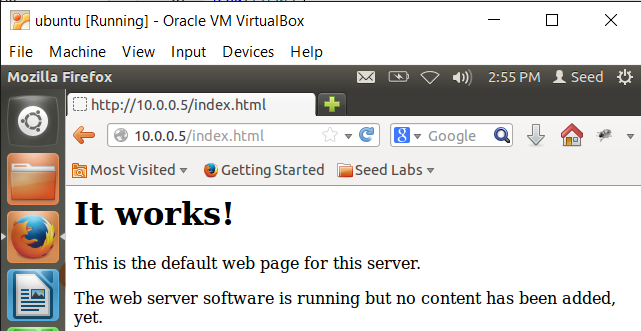 ubuntu [Running] - Oracle VM VirtualBox
File Machine View Input Devices Help
Mozilla Firefox 2:55 PM Seed
http://10.0.0.5/index.html
10.0.0.5/index.html Google
Most Visited Getting Started Seed Labs
It works!
This is the default web page for this server.
The web server software is running but no content has been added,
yet.